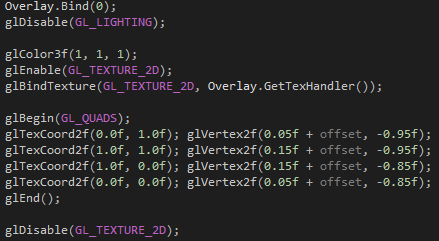 Overlay.Bind(0);
glDisable(GL_LIGHTING);
glColor3f(1, 1, 1);
glEnable(GL_TEXTURE_2D);
glBindTexture(GL_TEXTURE_2D, Overlay.GetTexHandler());
glBegin(GL_QUADS);
glTexCoord2f(0.0f, 1.0f); glVertex2f(0.05f + offset, -0.95f);
glTexCoord2f(1.0f, 1.0f); glVertex2f(0.15f + offset, -0.95f);
glTexCoord2f(1.0f, 0.0f); glVertex2f(0.15f + offset, -0.85f);
glTexCoord2f(0.0f, 0.0f); glVertex2f(0.05f + offset, -0.85f);
glEnd();
glDisable(GL_TEXTURE_2D);